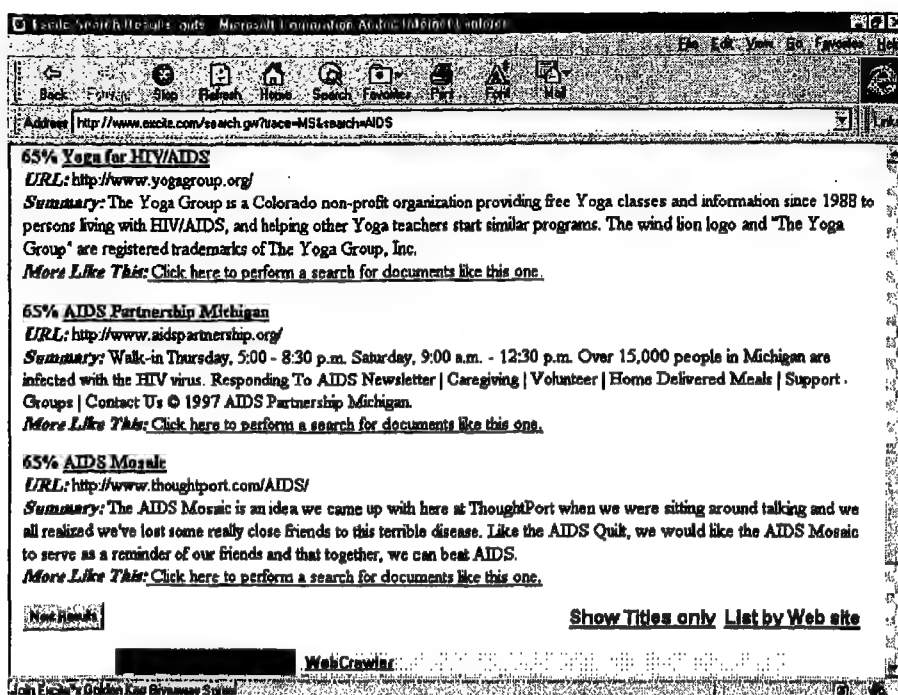 Excite Search Results: aids - Microsoft Corporation
File Edit View Go Favorites Help
Back Forward Stop Refresh Home Search Favorites Print Font Mail
Address http://www.excite.com/search.gw?trace=MS&search=AIDS Links
65% Yoga for HIV/AIDS
URL: http://www.yogagroup.org/
Summary: The Yoga Group is a Colorado non-profit organization providing free Yoga classes and information since 1988 to
persons living with HIV/AIDS, and helping other Yoga teachers start similar programs. The wind lion logo and "The Yoga
Group" are registered trademarks of The Yoga Group, Inc.
More Like This: Click here to perform a search for documents like this one.
65% AIDS Partnership Michigan
URL: http://www.aidspartnership.org/
Summary: Walk-in Thursday, 5:00 - 8:30 p.m. Saturday, 9:00 a.m. - 12:30 p.m. Over 15,000 people in Michigan are
infected with the HIV virus. Responding To AIDS Newsletter | Caregiving | Volunteer | Home Delivered Meals | Support
Groups | Contact Us © 1997 AIDS Partnership Michigan.
More Like This: Click here to perform a search for documents like this one.
65% AIDS Mosaic
URL: http://www.thoughtport.com/AIDS/
Summary: The AIDS Mosaic is an idea we came up with here at ThoughtPort when we were sitting around talking and we
all realized we've lost some really close friends to this terrible disease. Like the AIDS Quilt, we would like the AIDS Mosaic
to serve as a reminder of our friends and that together, we can beat AIDS.
More Like This: Click here to perform a search for documents like this one.
Next Results Show Titles only List by Web site
WebCrawler
Join Excite's Golden Key Giveaway